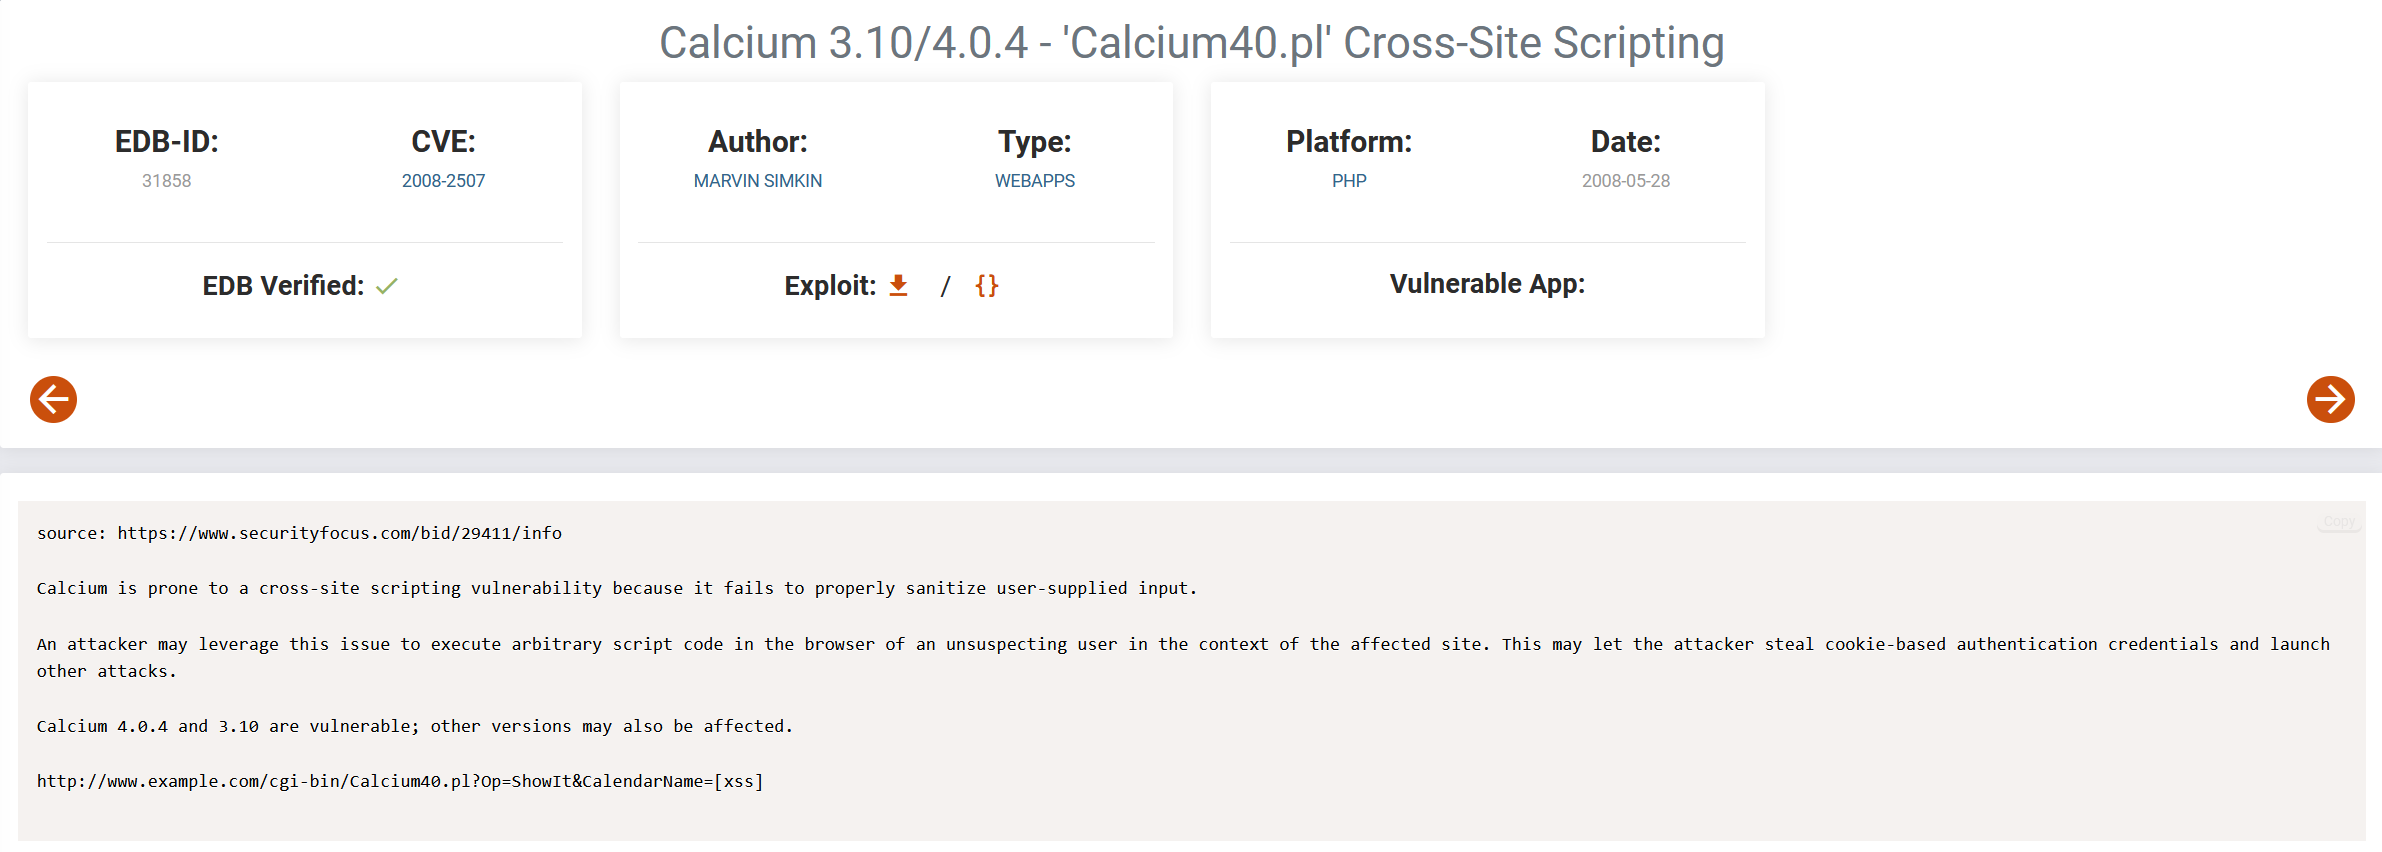 Calcium 3.10/4.0.4 - 'Calcium40.pl' Cross-Site Scripting
EDB-ID:
31858
CVE:
2008-2507
EDB Verified:
Author:
MARVIN SIMKIN
Type:
WEBAPPS
Exploit: / {}
Platform:
PHP
Date:
2008-05-28
Vulnerable App:
Copy
source: https://www.securityfocus.com/bid/29411/info
Calcium is prone to a cross-site scripting vulnerability because it fails to properly sanitize user-supplied input.
An attacker may leverage this issue to execute arbitrary script code in the browser of an unsuspecting user in the context of the affected site. This may let the attacker steal cookie-based authentication credentials and launch
other attacks.
Calcium 4.0.4 and 3.10 are vulnerable; other versions may also be affected.
http://www.example.com/cgi-bin/Calcium40.pl?Op=ShowIt&CalendarName=[xss]